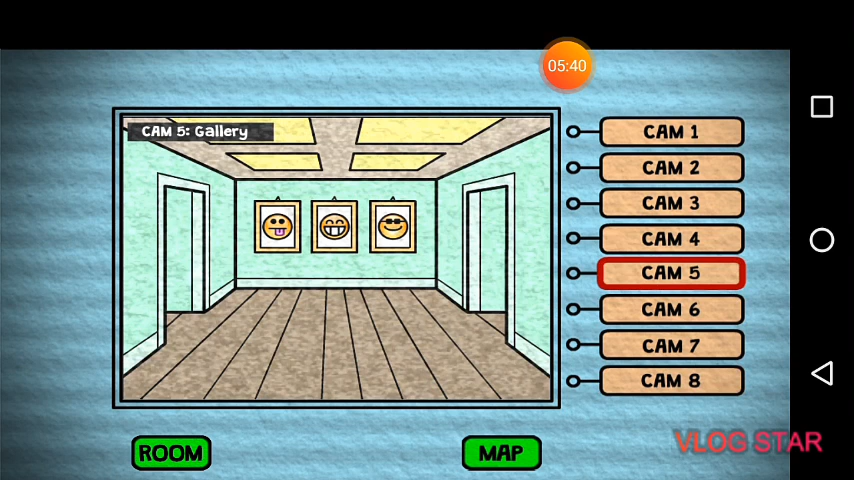 05:40
CAM 5: Gallery
CAM 1
CAM 2
CAM 3
CAM 4
CAM 5
CAM 6
CAM 7
CAM 8
ROOM
MAP
VLOG STAR